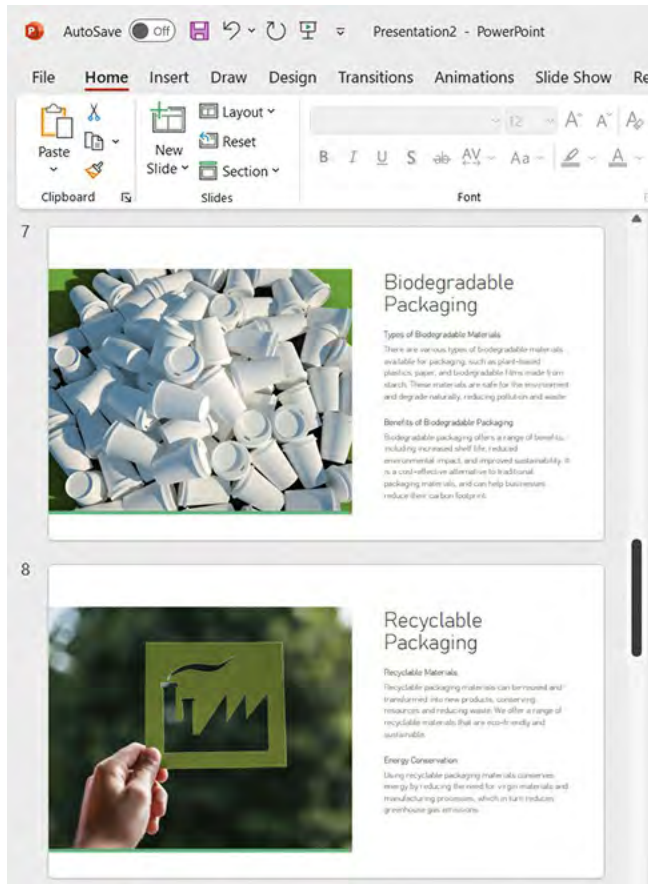 AutoSave Off Presentation2 - PowerPoint
File Home Insert Draw Design Transitions Animations Slide Show Re
Paste
New
Slide
Layout
Reset
Section
12
A A A
B I U S ab AV Aa A
Clipboard Slides Font
7
Biodegradable
Packaging
Types of Biodegradable Materials
There are various types of biodegradable materials
available for packaging, such as plant-based
plastics, paper, and biodegradable films made from
starch. These materials are safe for the environment
and degrade naturally, reducing pollution and waste.
Benefits of Biodegradable Packaging
Biodegradable packaging offers a range of benefits,
including increased shelf life, reduced
environmental impact, and improved sustainability. It
is a cost-effective alternative to traditional
packaging materials, and can help businesses
reduce their carbon footprint.
8
Recyclable
Packaging
Recyclable Materials
Recyclable packaging materials can be reused and
transformed into new products, conserving
resources and reducing waste. We offer a range of
recyclable materials that are eco-friendly and
sustainable.
Energy Conservation
Using recyclable packaging materials conserves
energy by reducing the need for virgin materials and
manufacturing processes, which in turn reduces
greenhouse gas emissions.